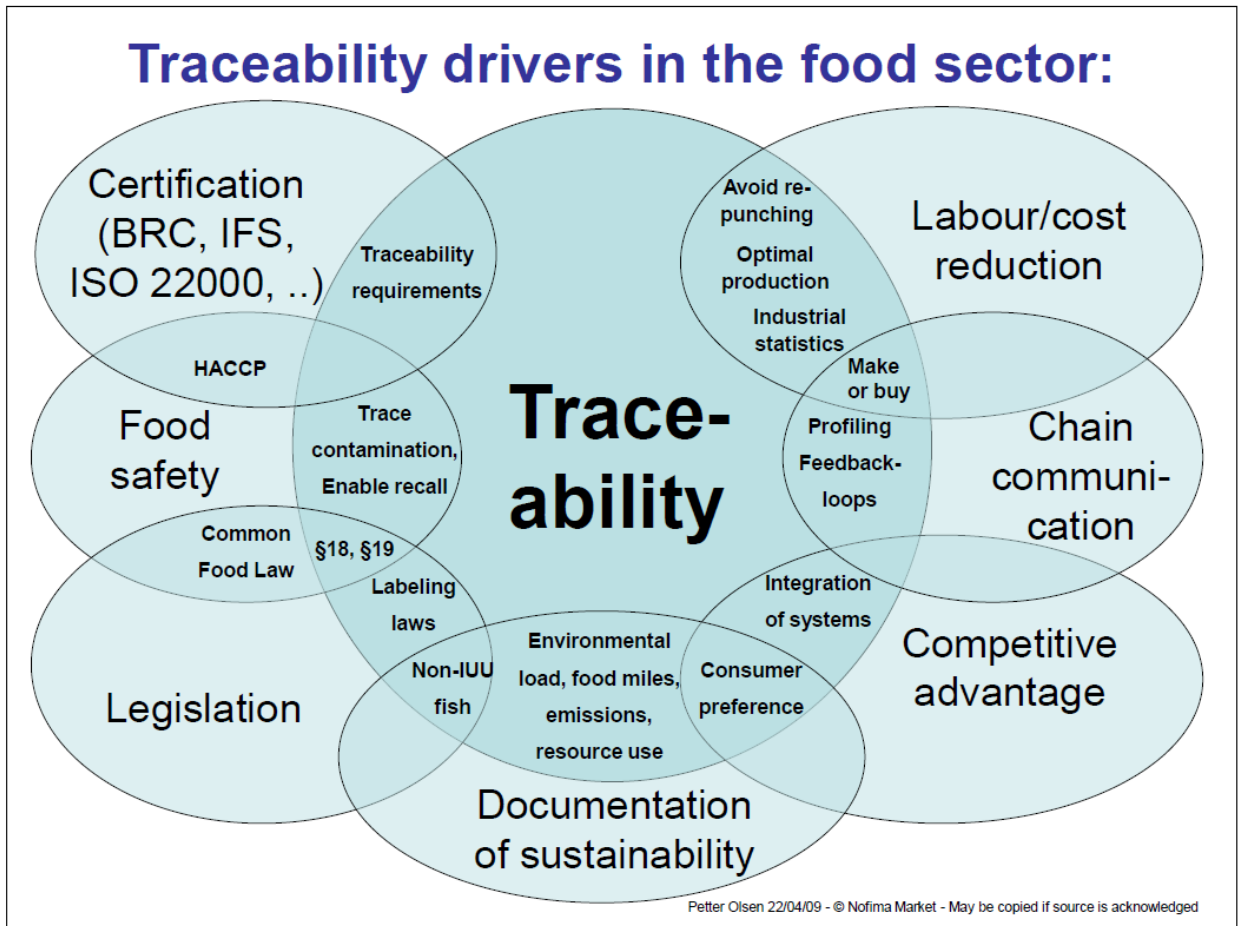 Traceability drivers in the food sector:
Certification
(BRC, IFS,
ISO 22000, ..)
Traceability
requirements
HACCP
Food
safety
Trace
contamination,
Enable recall
Common
Food Law
§18, §19
Labeling
laws
Legislation
Non-IUU
fish
Trace-
ability
Environmental
load, food miles,
emissions,
resource use
Documentation
of sustainability
Avoid re-
punching
Optimal
production
Industrial
statistics
Labour/cost
reduction
Make
or buy
Profiling
Feedback-
loops
Chain
communi-
cation
Integration
of systems
Consumer
preference
Competitive
advantage
Petter Olsen 22/04/09 - © Nofima Market - May be copied if source is acknowledged